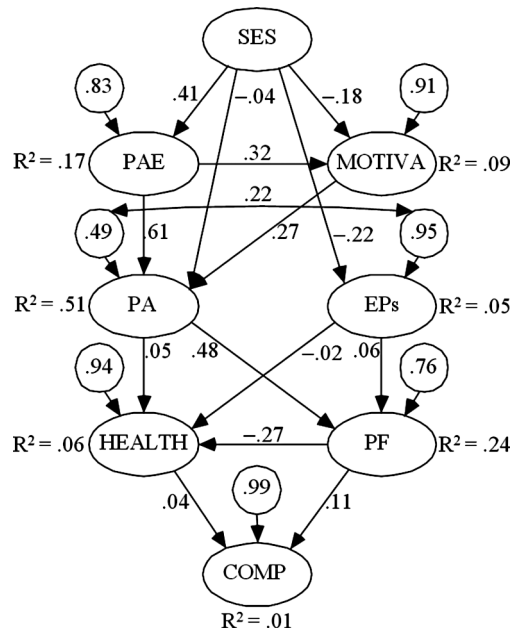 SES
.83
.91
.41
−.04
−.18
R² = .17
PAE
.32
MOTIVA
R² = .09
.22
.49
.61
.27
−.22
.95
R² = .51
PA
EPs
R² = .05
.05
.48
-.02
.06
.94
.76
R² = .06
HEALTH
−.27
PF
R² = .24
.04
.99
.11
COMP
R² = .01